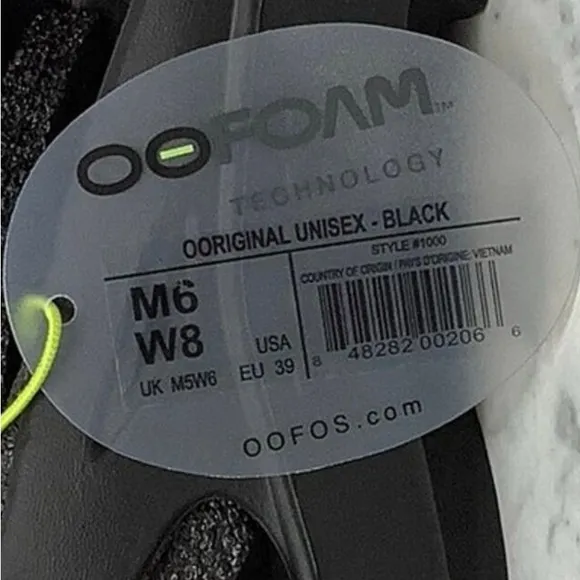 OOFOAM™
TECHNOLOGY
OORIGINAL UNISEX - BLACK
STYLE #1000
COUNTRY OF ORIGIN / PAYS D'ORIGINE: VIETNAM
M6
W8 USA
UK M5W6 EU 39
8 48282 00206 6
OOFOS.com